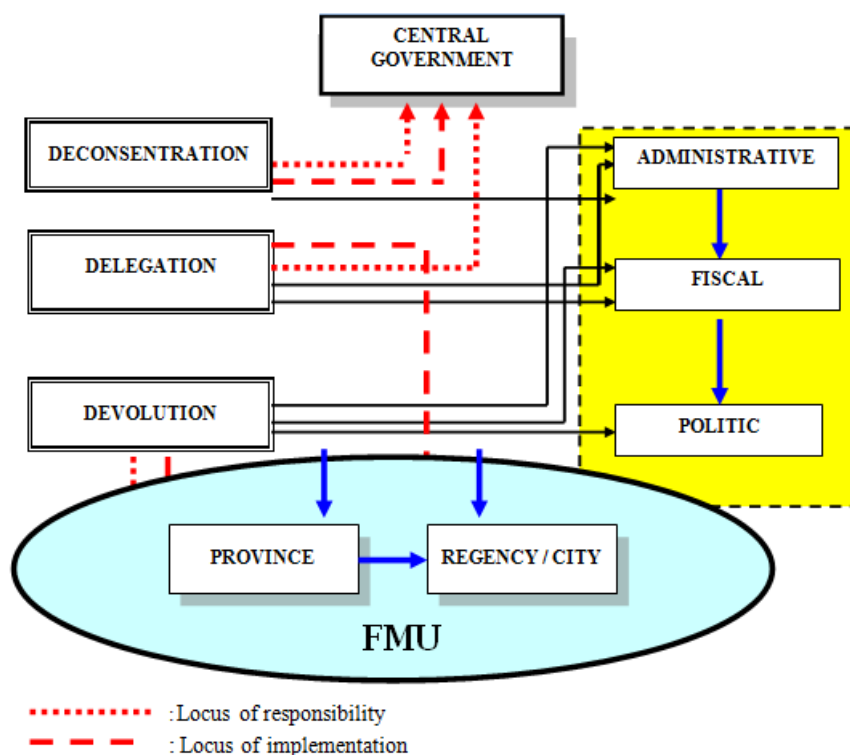 CENTRAL
GOVERNMENT
DECONSENTRATION
ADMINISTRATIVE
DELEGATION
FISCAL
DEVOLUTION
POLITIC
PROVINCE
REGENCY / CITY
FMU
: Locus of responsibility
: Locus of implementation